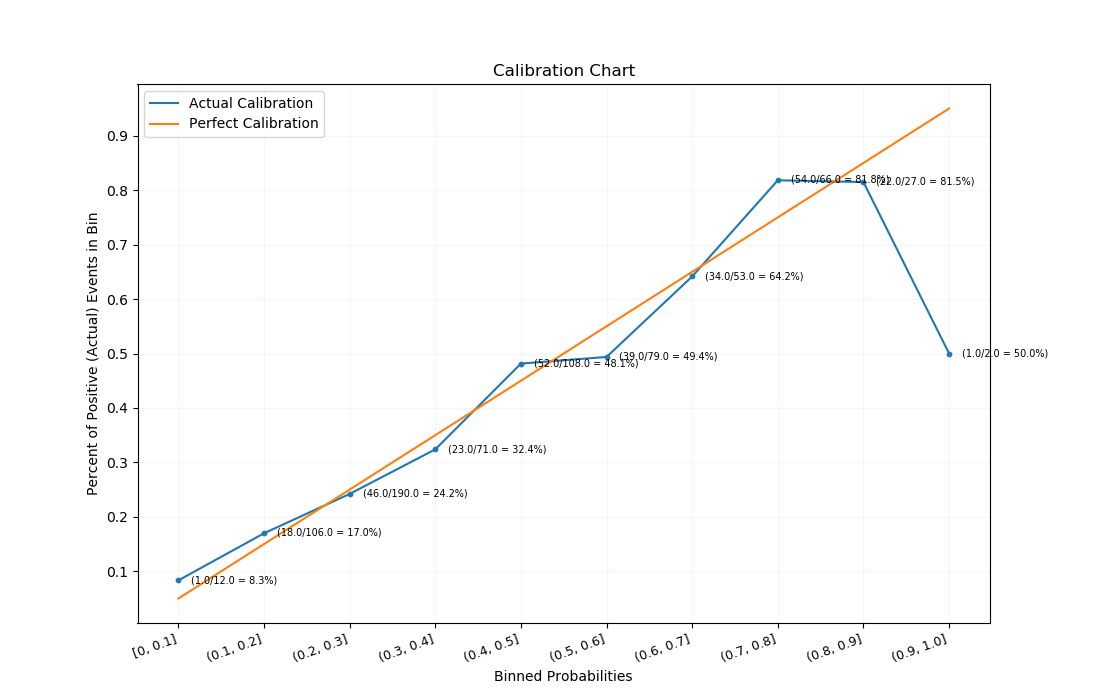 Calibration Chart
Actual Calibration
Perfect Calibration
Percent of Positive (Actual) Events in Bin
0.9
0.8
0.7
0.6
0.5
0.4
0.3
0.2
0.1
(1.0/12.0 = 8.3%)
(18.0/106.0 = 17.0%)
(46.0/190.0 = 24.2%)
(23.0/71.0 = 32.4%)
(52.0/108.0 = 48.1%)
(39.0/79.0 = 49.4%)
(34.0/53.0 = 64.2%)
(54.0/66.0 = 81.8%)
(22.0/27.0 = 81.5%)
(1.0/2.0 = 50.0%)
[0, 0.1]
(0.1, 0.2]
(0.2, 0.3]
(0.3, 0.4]
(0.4, 0.5]
(0.5, 0.6]
(0.6, 0.7]
(0.7, 0.8]
(0.8, 0.9]
(0.9, 1.0]
Binned Probabilities